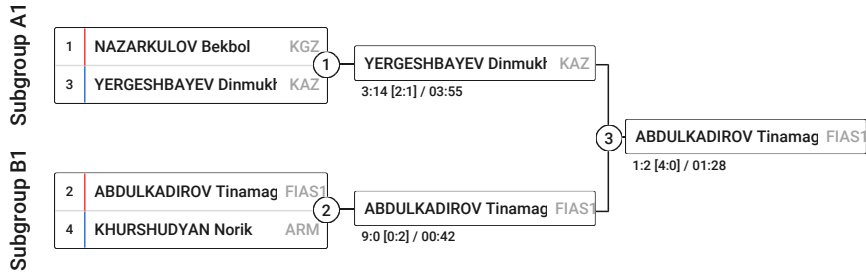 Subgroup A1
1 NAZARKULOV Bekbol KGZ
3 YERGESHBAYEV Dinmukh KAZ
1
YERGESHBAYEV Dinmukh KAZ
3:14 [2:1] / 03:55
3
ABDULKADIROV Tinamag FIAS1
1:2 [4:0] / 01:28
Subgroup B1
2 ABDULKADIROV Tinamag FIAS1
4 KHURSHUDYAN Norik ARM
2
ABDULKADIROV Tinamag FIAS1
9:0 [0:2] / 00:42